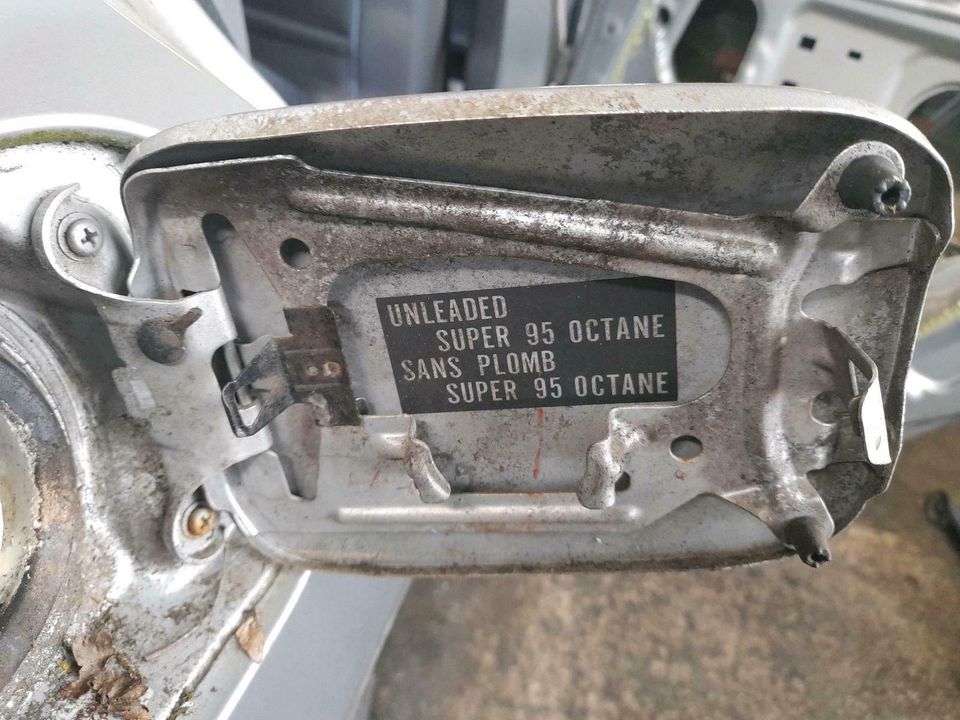 UNLEADED
SUPER 95 OCTANE
SANS PLOMB
SUPER 95 OCTANE